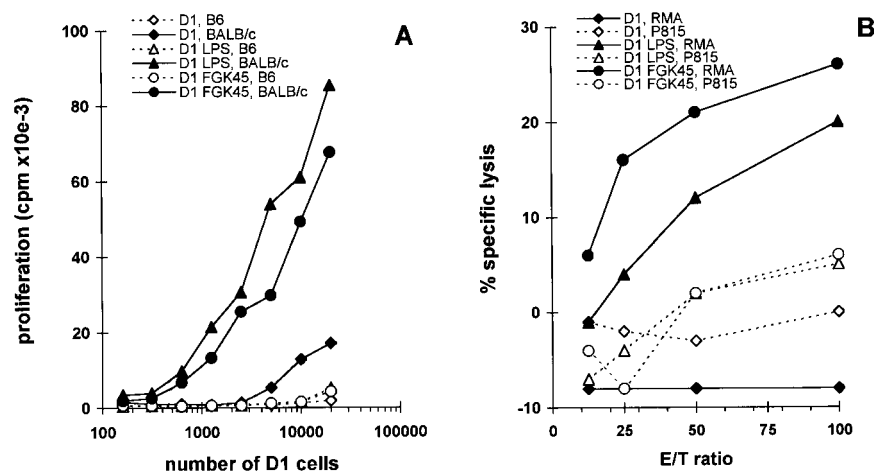 D1, B6
D1, BALB/c
D1 LPS, B6
D1 LPS, BALB/c
D1 FGK45, B6
D1 FGK45, BALB/c
A
100
80
60
40
20
0
proliferation (cpm x10e-3)
100
1000
10000
100000
number of D1 cells
D1, RMA
D1, P815
D1 LPS, RMA
D1 LPS, P815
D1 FGK45, RMA
D1 FGK45, P815
B
30
20
10
0
-10
% specific lysis
0
25
50
75
100
E/T ratio